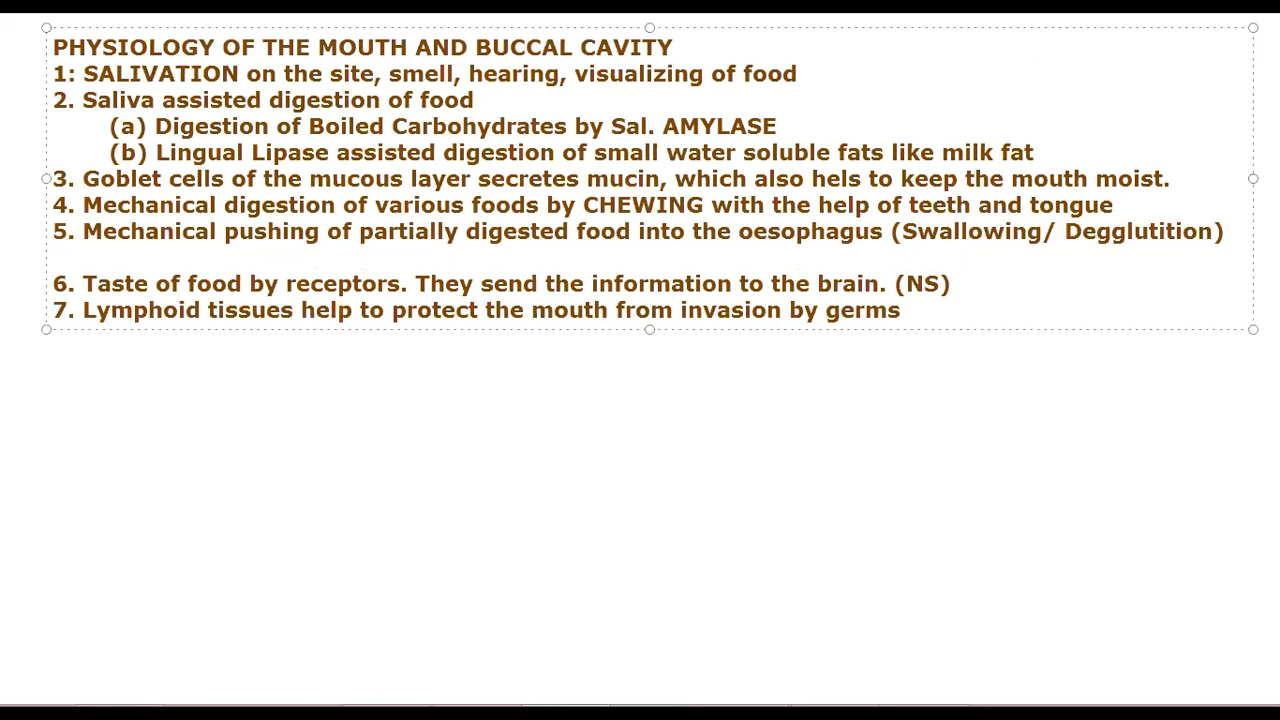 PHYSIOLOGY OF THE MOUTH AND BUCCAL CAVITY
1: SALIVATION on the site, smell, hearing, visualizing of food
2. Saliva assisted digestion of food
(a) Digestion of Boiled Carbohydrates by Sal. AMYLASE
(b) Lingual Lipase assisted digestion of small water soluble fats like milk fat
3. Goblet cells of the mucous layer secretes mucin, which also hels to keep the mouth moist.
4. Mechanical digestion of various foods by CHEWING with the help of teeth and tongue
5. Mechanical pushing of partially digested food into the oesophagus (Swallowing/ Degglutition)
6. Taste of food by receptors. They send the information to the brain. (NS)
7. Lymphoid tissues help to protect the mouth from invasion by germs